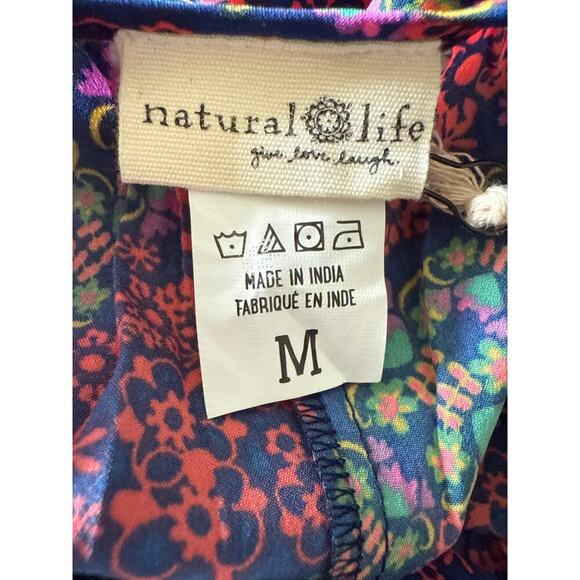 natural life
give. love. laugh.
MADE IN INDIA
FABRIQUÉ EN INDE
M